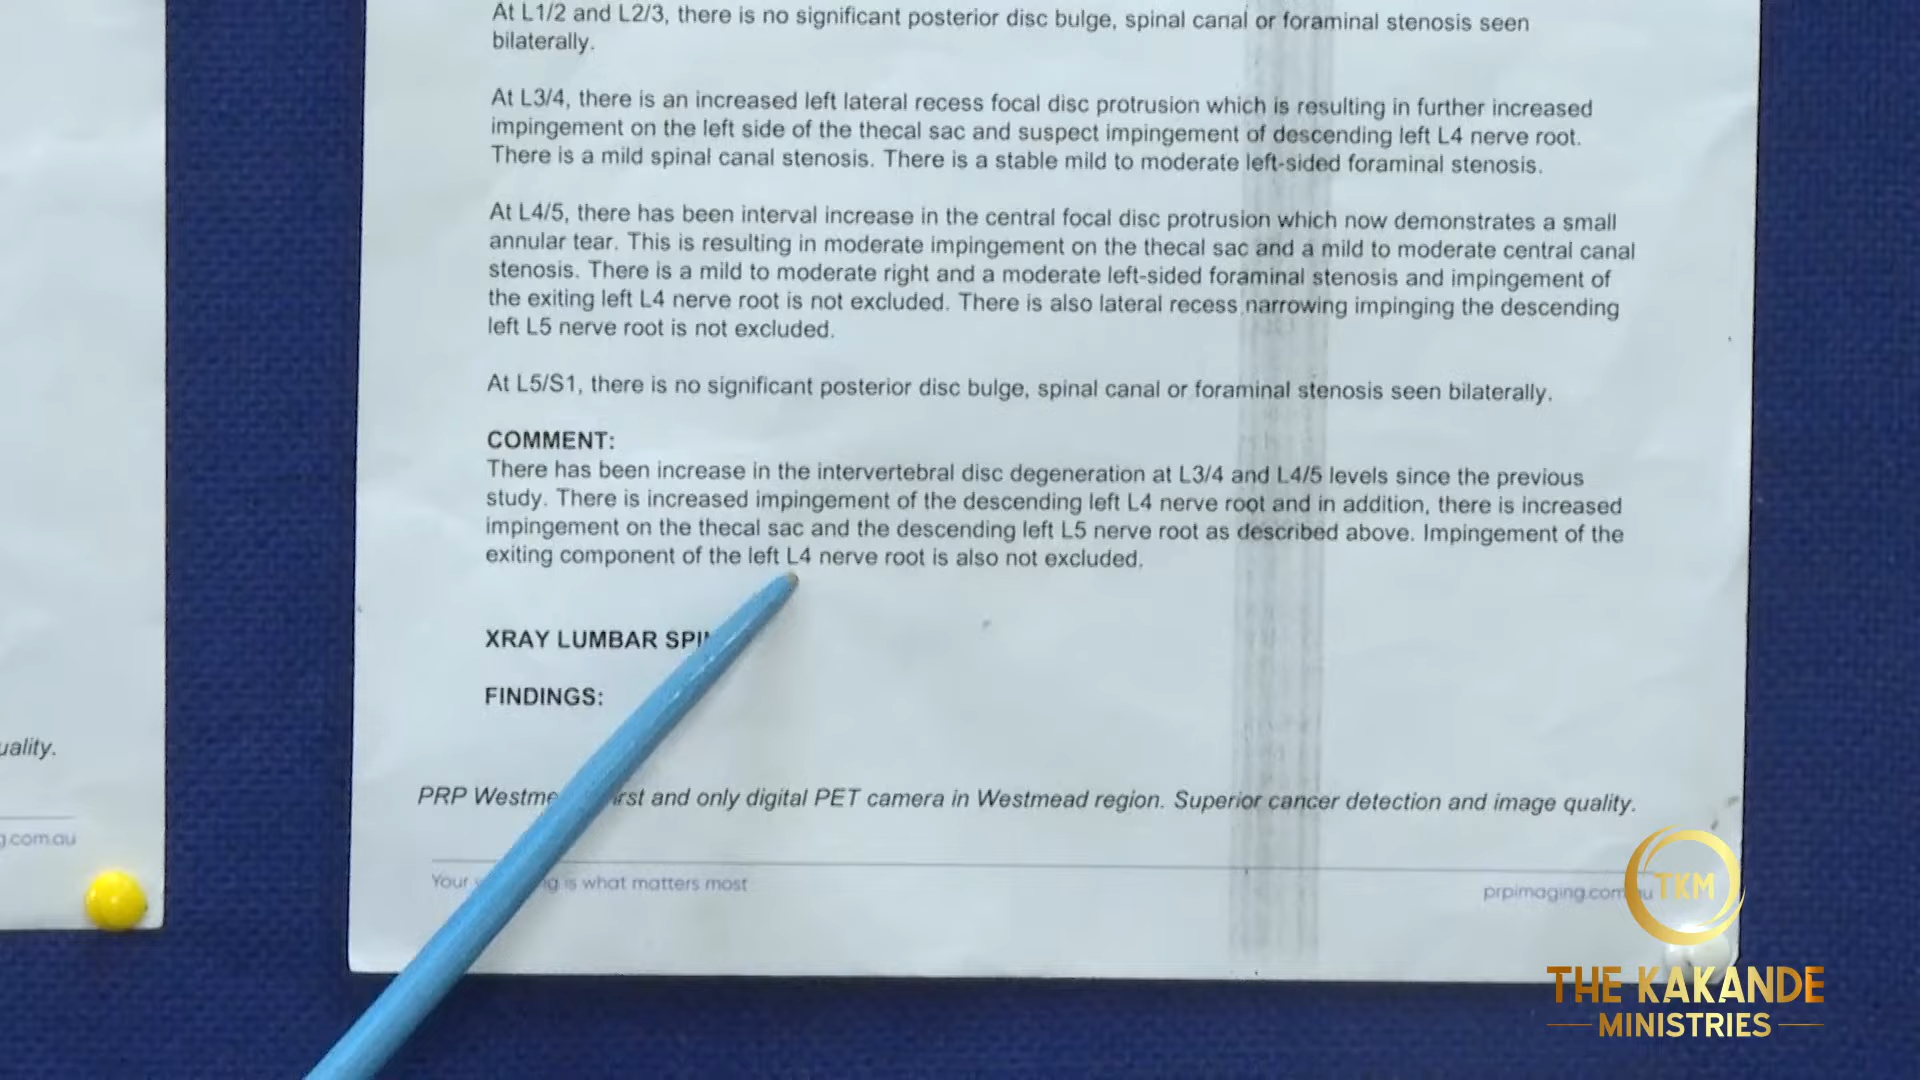 At L1/2 and L2/3, there is no significant posterior disc bulge, spinal canal or foraminal stenosis seen
bilaterally.
At L3/4, there is an increased left lateral recess focal disc protrusion which is resulting in further increased
impingement on the left side of the thecal sac and suspect impingement of descending left L4 nerve root.
There is a mild spinal canal stenosis. There is a stable mild to moderate left-sided foraminal stenosis.
At L4/5, there has been interval increase in the central focal disc protrusion which now demonstrates a small
annular tear. This is resulting in moderate impingement on the thecal sac and a mild to moderate central canal
stenosis. There is a mild to moderate right and a moderate left-sided foraminal stenosis and impingement of
the exiting left L4 nerve root is not excluded. There is also lateral recess narrowing impinging the descending
left L5 nerve root is not excluded.
At L5/S1, there is no significant posterior disc bulge, spinal canal or foraminal stenosis seen bilaterally.
COMMENT:
There has been increase in the intervertebral disc degeneration at L3/4 and L4/5 levels since the previous
study. There is increased impingement of the descending left L4 nerve root and in addition, there is increased
impingement on the thecal sac and the descending left L5 nerve root as described above. Impingement of the
exiting component of the left L4 nerve root is also not excluded.
XRAY LUMBAR
FINDINGS:
PRP and only digital PET camera in Westmead region. Superior cancer detection and image quality.
Your is what matters most
TKM
THE KAKANDE
MINISTRIES